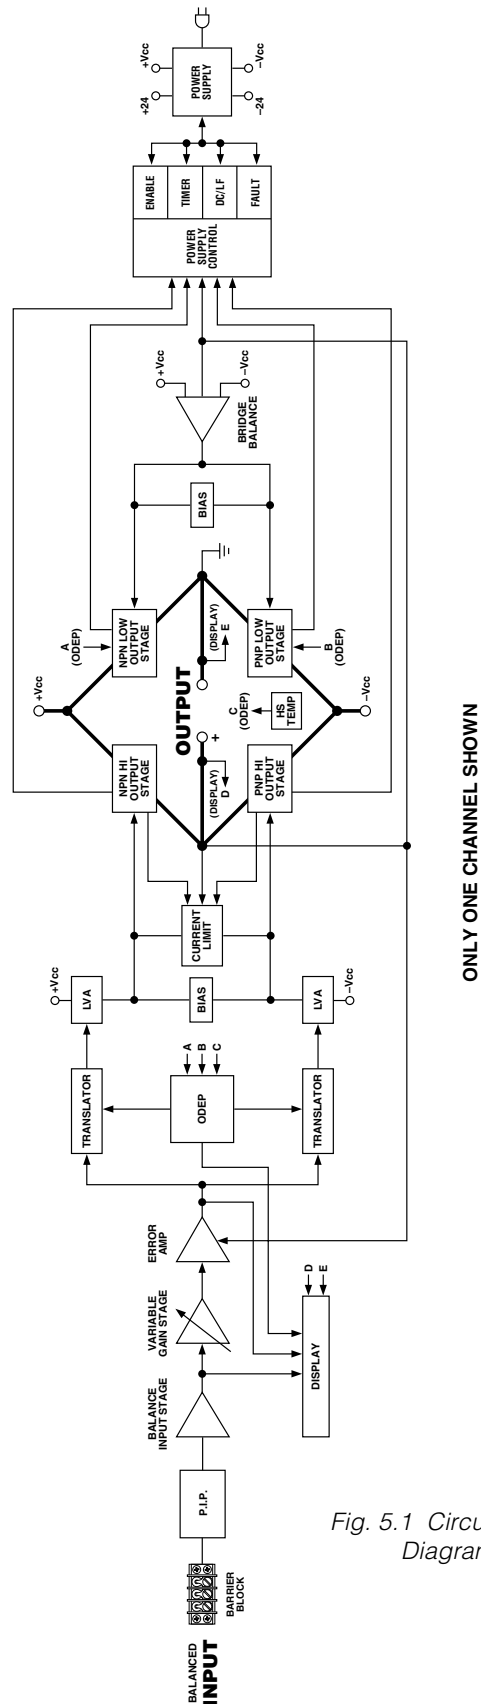 BALANCED
INPUT
BARRIER
BLOCK
P.I.P.
BALANCE
INPUT STAGE
VARIABLE
GAIN STAGE
ERROR
AMP
DISPLAY
D
E
TRANSLATOR
ODEP
A
B
C
TRANSLATOR
+Vcc
LVA
BIAS
LVA
–Vcc
CURRENT
LIMIT
NPN HI
OUTPUT
STAGE
PNP HI
OUTPUT
STAGE
+Vcc
OUTPUT
+
(DISPLAY)
D
(DISPLAY)
E
C
(ODEP)
HS
TEMP
–Vcc
A
(ODEP)
NPN LOW
OUTPUT
STAGE
PNP LOW
OUTPUT
STAGE
B
(ODEP)
BIAS
BRIDGE
BALANCE
+Vcc
–Vcc
POWER
SUPPLY
CONTROL
ENABLE
TIMER
DC/LF
FAULT
POWER
SUPPLY
+24
+Vcc
–24
–Vcc
ONLY ONE CHANNEL SHOWN
Fig. 5.1